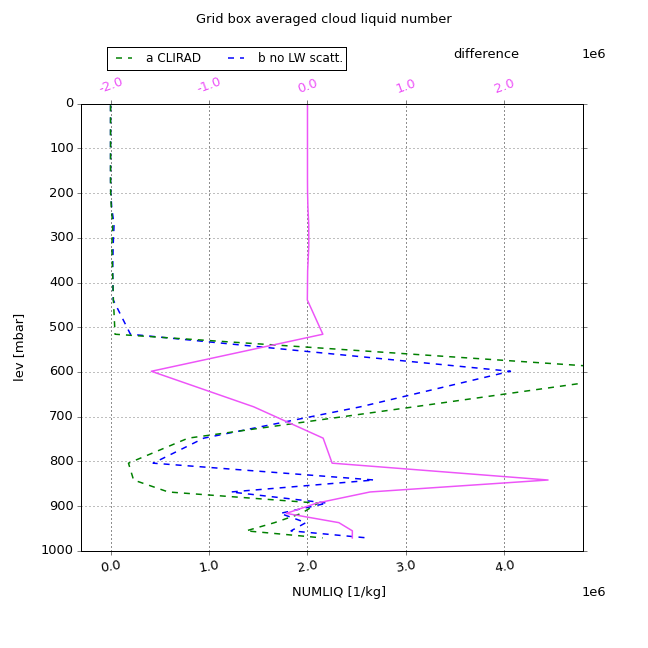 Grid box averaged cloud liquid number
a CLIRAD
b no LW scatt.
difference
1e6
-2.0 -1.0 0.0 1.0 2.0
0
100
200
300
400
500
600
700
800
900
1000
lev [mbar]
0.0 1.0 2.0 3.0 4.0
NUMLIQ [1/kg]
1e6